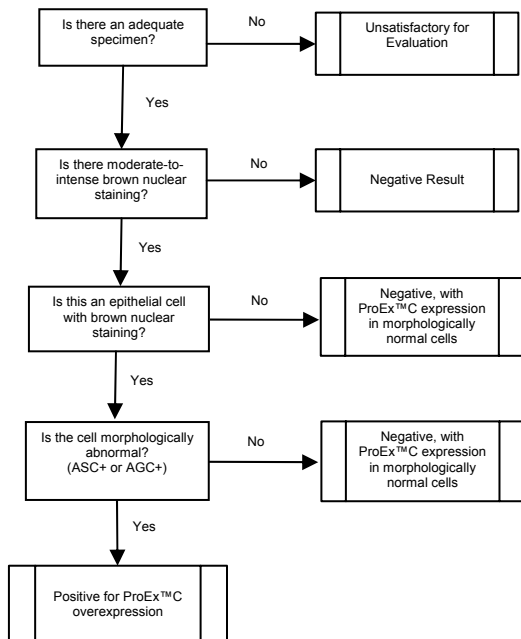 Is there an adequate
specimen?
No
Unsatisfactory for
Evaluation
Yes
Is there moderate-to-
intense brown nuclear
staining?
No
Negative Result
Yes
Is this an epithelial cell
with brown nuclear
staining?
No
Negative, with
ProEx™C expression
in morphologically
normal cells
Yes
Is the cell morphologically
abnormal?
(ASC+ or AGC+)
No
Negative, with
ProEx™C expression
in morphologically
normal cells
Yes
Positive for ProEx™C
overexpression